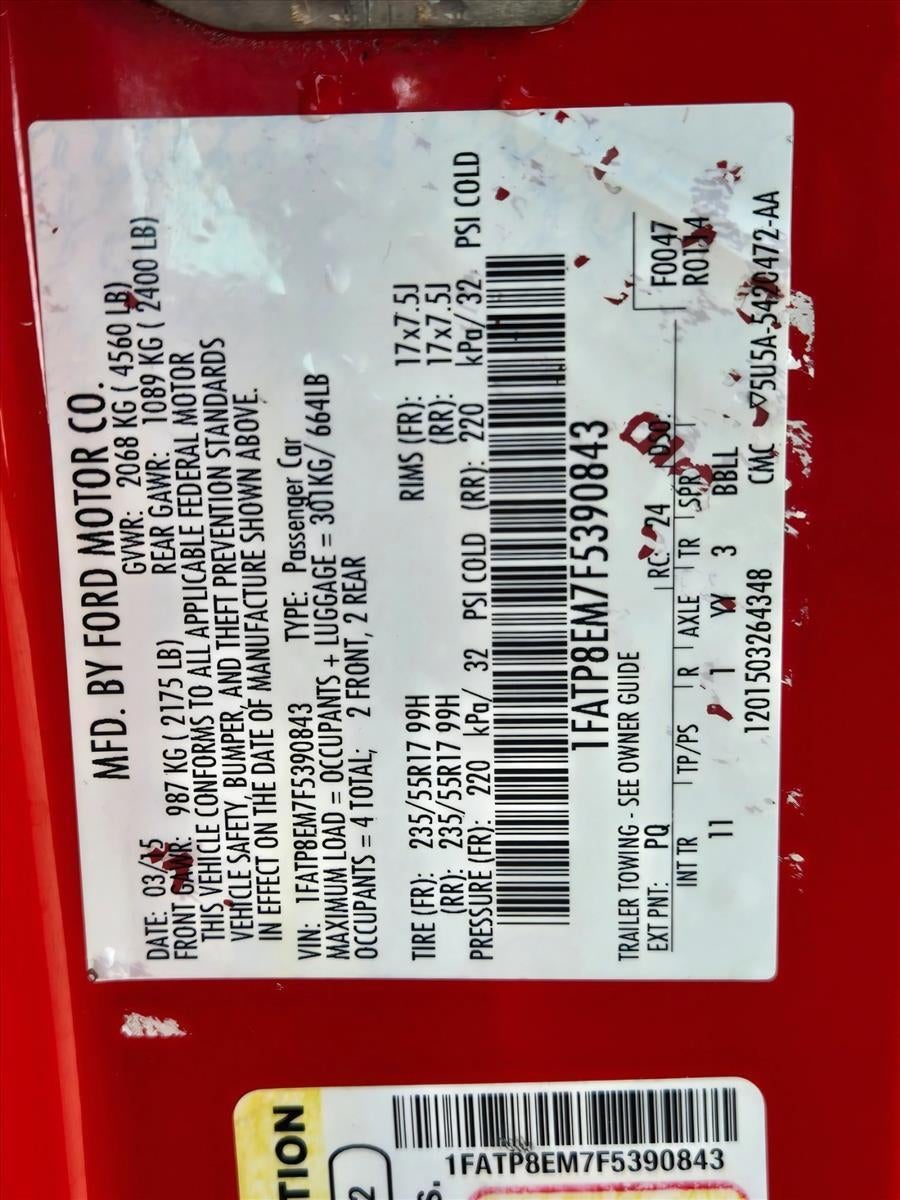 MFD. BY FORD MOTOR CO.
DATE: 03/15 GVWR: 2068 KG ( 4560 LB)
FRONT GAWR: 987 KG ( 2175 LB) REAR GAWR: 1089 KG ( 2400 LB)
THIS VEHICLE CONFORMS TO ALL APPLICABLE FEDERAL MOTOR
VEHICLE SAFETY, BUMPER, AND THEFT PREVENTION STANDARDS
IN EFFECT ON THE DATE OF MANUFACTURE SHOWN ABOVE.
VIN: 1FATP8EM7F5390843 TYPE: Passenger Car
MAXIMUM LOAD = OCCUPANTS + LUGGAGE = 301KG/ 664LB
OCCUPANTS = 4 TOTAL, 2 FRONT, 2 REAR
TIRE (FR): 235/55R17 99H RIMS (FR): 17x7.5J
(RR): 235/55R17 99H (RR): 17x7.5J
PRESSURE (FR): 220 kPa/ 32 PSI COLD (RR): 220 kPa/ 32 PSI COLD
1FATP8EM7F5390843
F0047
R0114
TRAILER TOWING - SEE OWNER GUIDE
EXT PNT: PQ RC: 24 DSO:
INT TR TP/PS R AXLE TR SPR
11 1 3 BBLL
1201503264348 CMC ▽5U5A-5420472-AA
TION
2
S.
1FATP8EM7F5390843